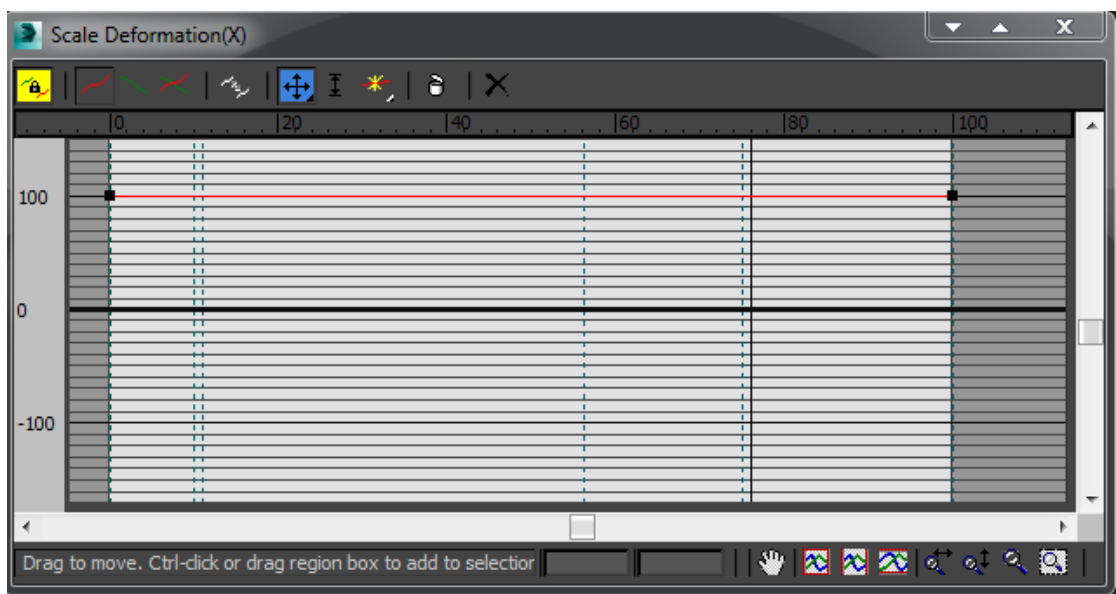 Scale Deformation(X)
0 20 40 60 80 100
100
0
-100
Drag to move. Ctrl-click or drag region box to add to selection